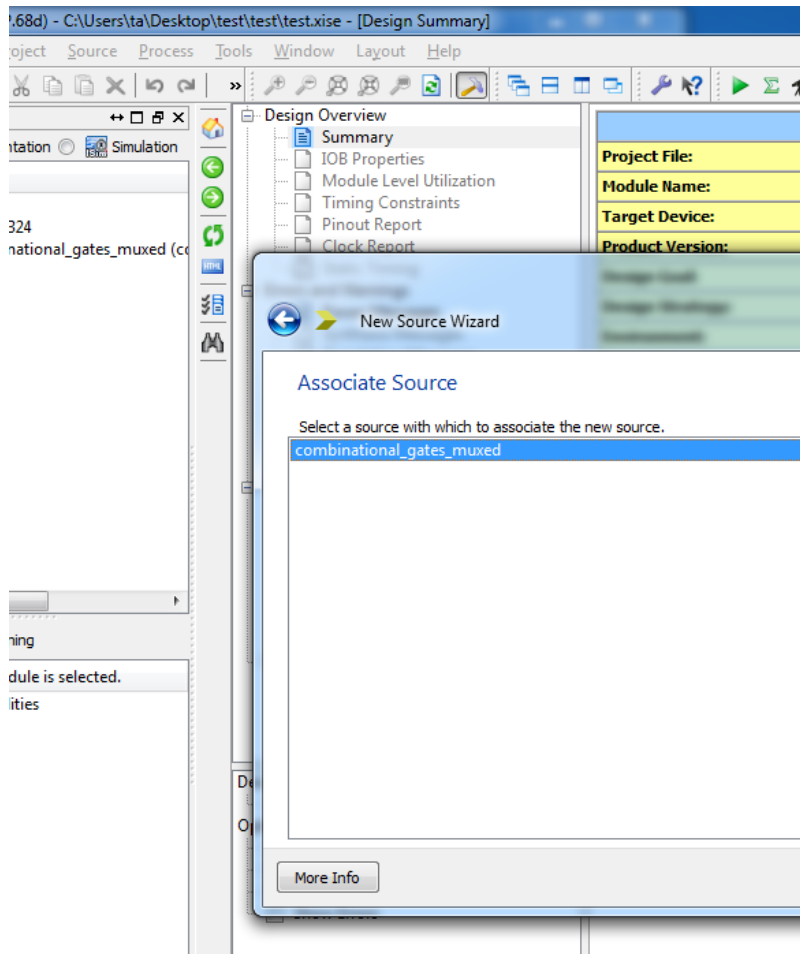 .68d) - C:\Users\ta\Desktop\test\test\test.xise - [Design Summary]
oject Source Process Tools Window Layout Help
ntation Simulation
324
national_gates_muxed (co
ning
dule is selected.
ities
Design Overview
Summary
IOB Properties
Module Level Utilization
Timing Constraints
Pinout Report
Clock Report
Project File:
Module Name:
Target Device:
Product Version:
New Source Wizard
Associate Source
Select a source with which to associate the new source.
combinational_gates_muxed
More Info